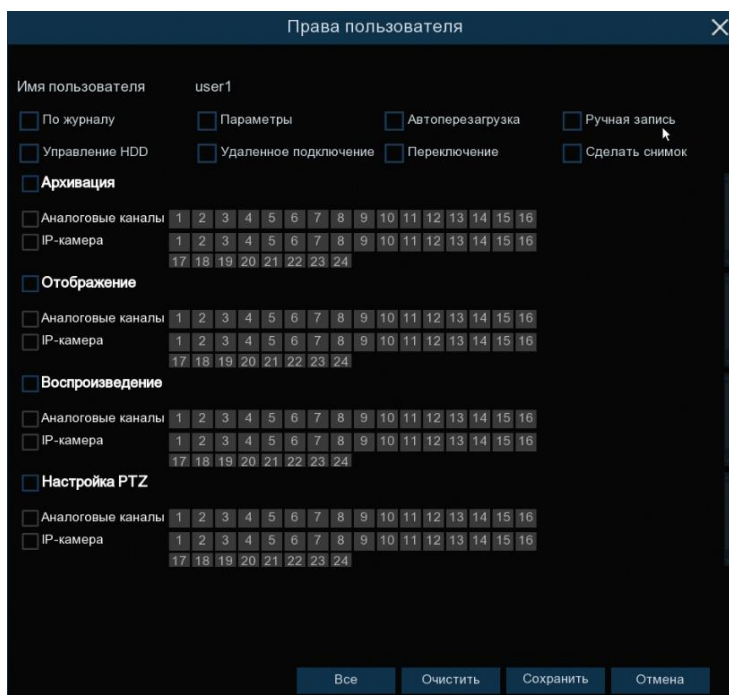 Права пользователя
Имя пользователя user1
По журналу Параметры Автоперезагрузка Ручная запись
Управление HDD Удаленное подключение Переключение Сделать снимок
Архивация
Аналоговые каналы 1 2 3 4 5 6 7 8 9 10 11 12 13 14 15 16
IP-камера 1 2 3 4 5 6 7 8 9 10 11 12 13 14 15 16
17 18 19 20 21 22 23 24
Отображение
Аналоговые каналы 1 2 3 4 5 6 7 8 9 10 11 12 13 14 15 16
IP-камера 1 2 3 4 5 6 7 8 9 10 11 12 13 14 15 16
17 18 19 20 21 22 23 24
Воспроизведение
Аналоговые каналы 1 2 3 4 5 6 7 8 9 10 11 12 13 14 15 16
IP-камера 1 2 3 4 5 6 7 8 9 10 11 12 13 14 15 16
17 18 19 20 21 22 23 24
Настройка PTZ
Аналоговые каналы 1 2 3 4 5 6 7 8 9 10 11 12 13 14 15 16
IP-камера 1 2 3 4 5 6 7 8 9 10 11 12 13 14 15 16
17 18 19 20 21 22 23 24
Все Очистить Сохранить Отмена